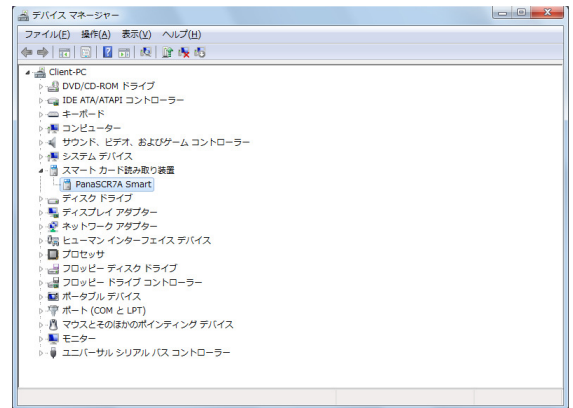 デバイス マネージャー
ファイル(F) 操作(A) 表示(V) ヘルプ(H)
Client-PC
DVD/CD-ROM ドライブ
IDE ATA/ATAPI コントローラー
キーボード
コンピューター
サウンド、ビデオ、およびゲーム コントローラー
システム デバイス
スマート カード読み取り装置
PanaSCR7A Smart
ディスク ドライブ
ディスプレイ アダプター
ネットワーク アダプター
ヒューマン インターフェイス デバイス
プロセッサ
フロッピー ディスク ドライブ
フロッピー ドライブ コントローラー
ポータブル デバイス
ポート (COM と LPT)
マウスとそのほかのポインティング デバイス
モニター
ユニバーサル シリアル バス コントローラー